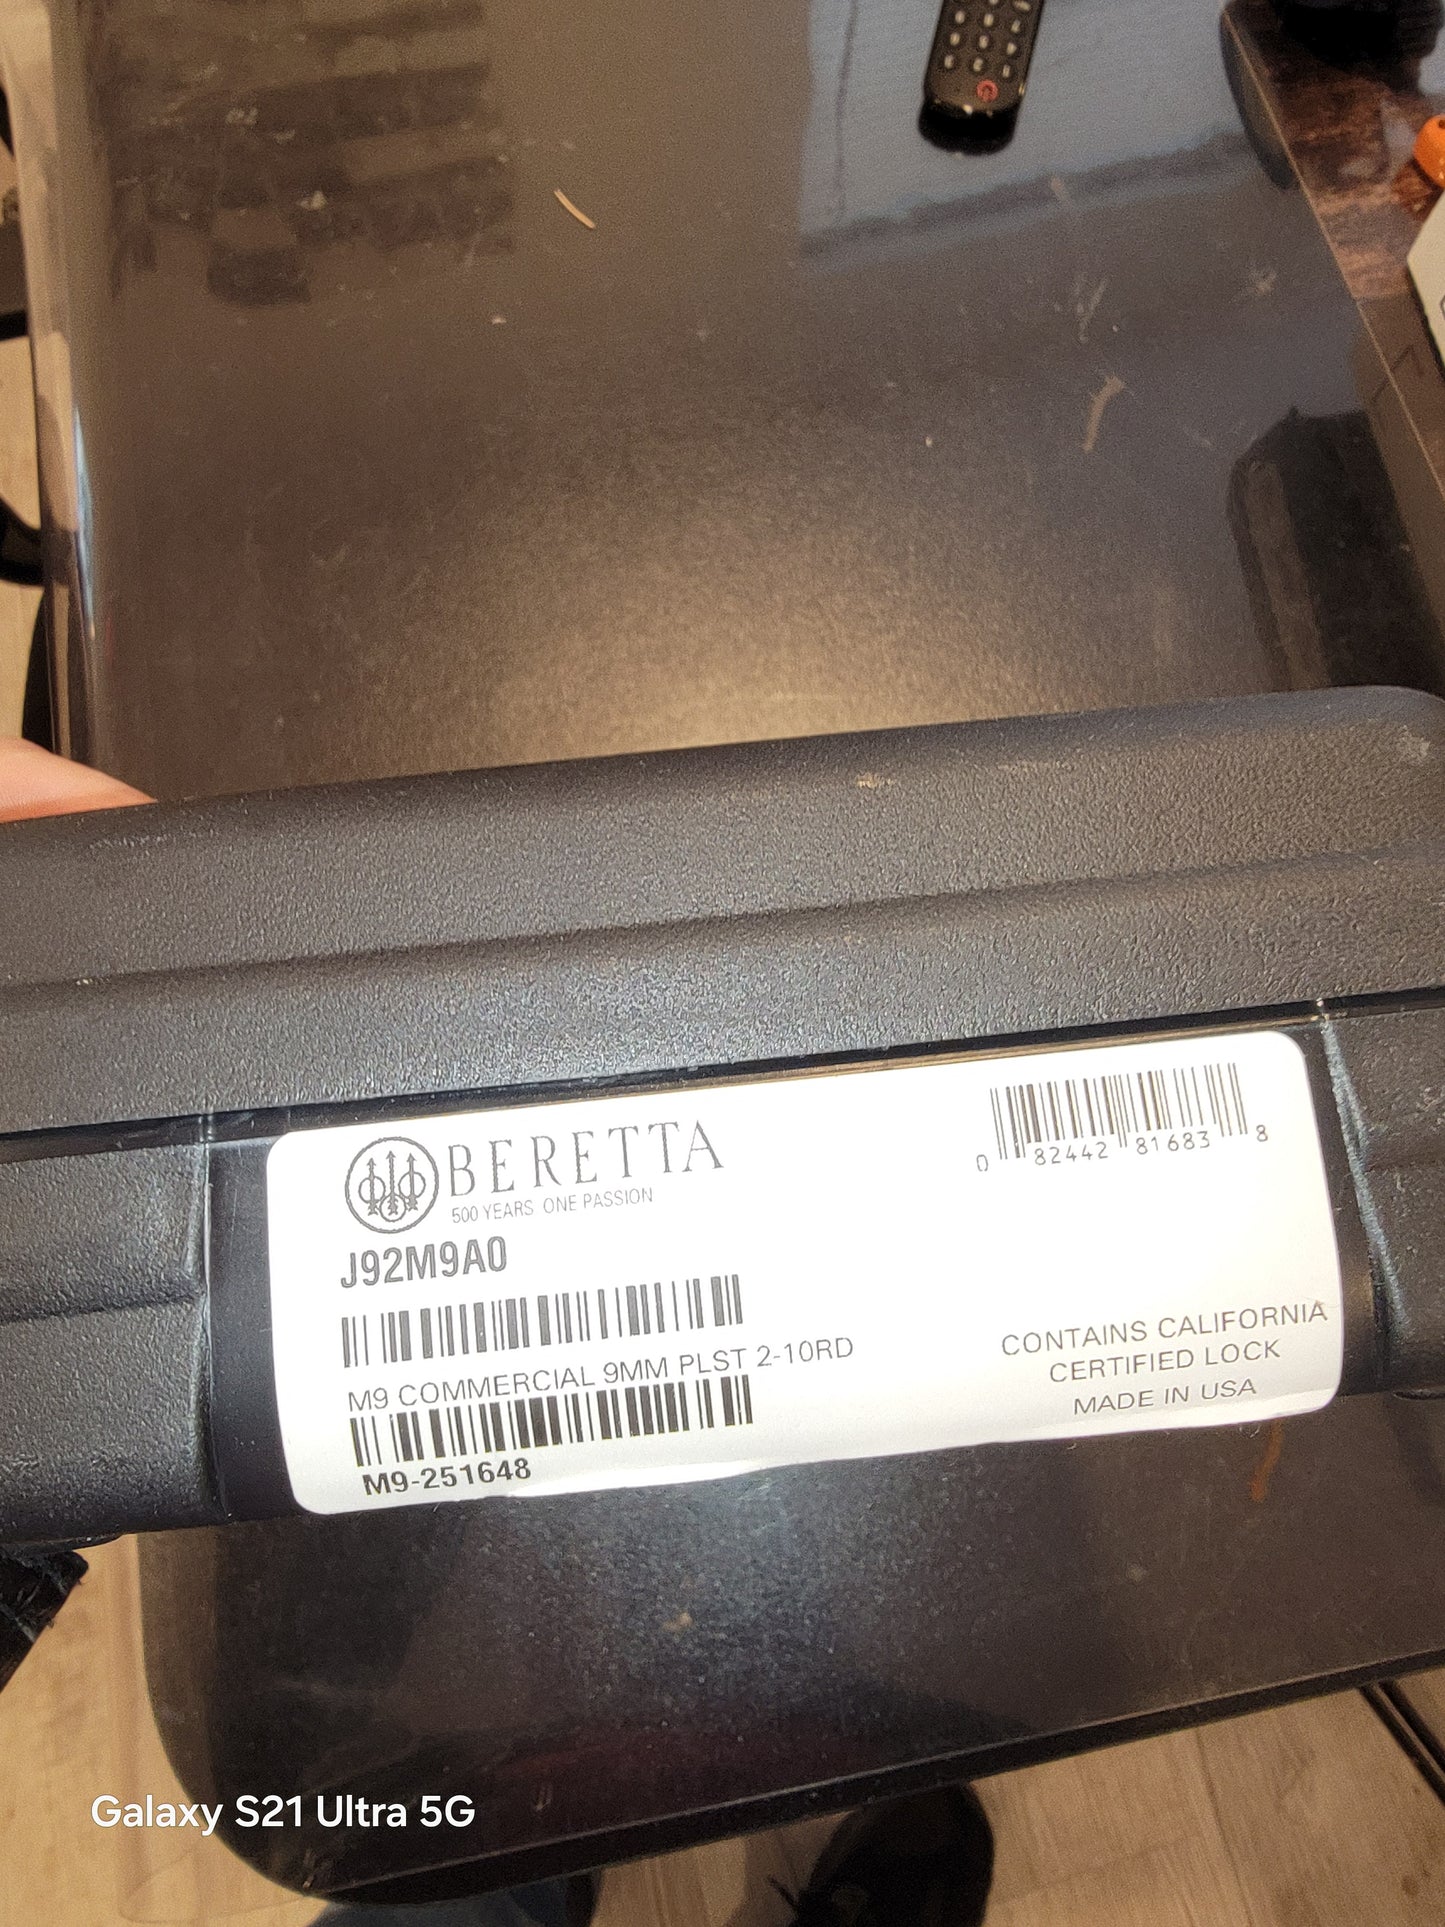 BERETTA
500 YEARS ONE PASSION
J92M9A0
M9 COMMERCIAL 9MM PLST 2-10RD
M9-251648
0 82442 81683 8
CONTAINS CALIFORNIA
CERTIFIED LOCK
MADE IN USA
Galaxy S21 Ultra 5G